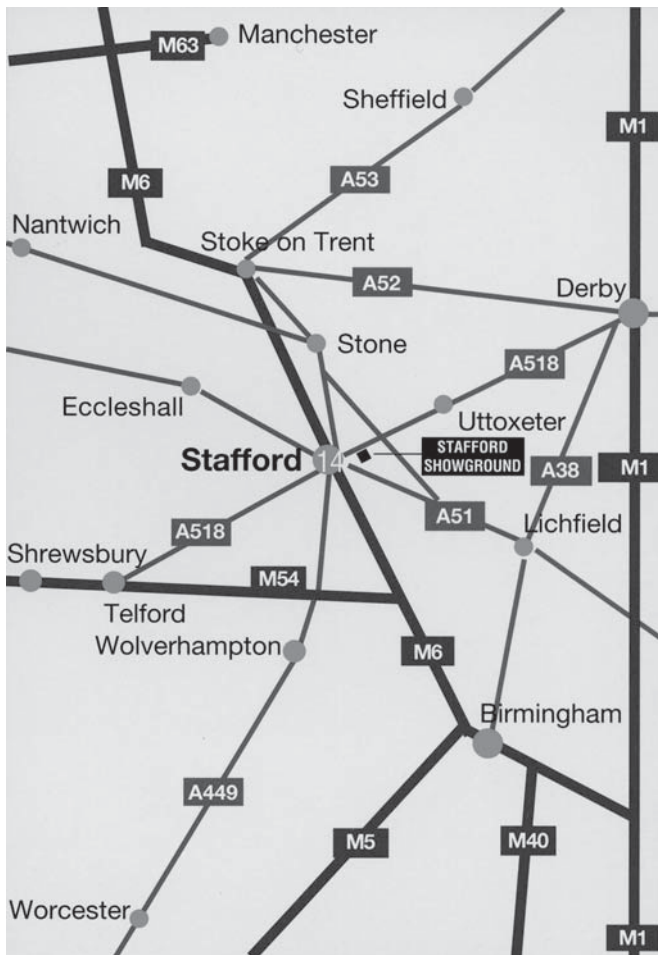 Manchester
M63
Sheffield
M1
A53
M6
Nantwich
Stoke on Trent
A52
Derby
Stone
A518
Eccleshall
Uttoxeter
Stafford
14
STAFFORD
SHOWGROUND
A38
M1
A51
A518
Lichfield
Shrewsbury
M54
Telford
Wolverhampton
M6
Birmingham
A449
M5
M40
Worcester
M1